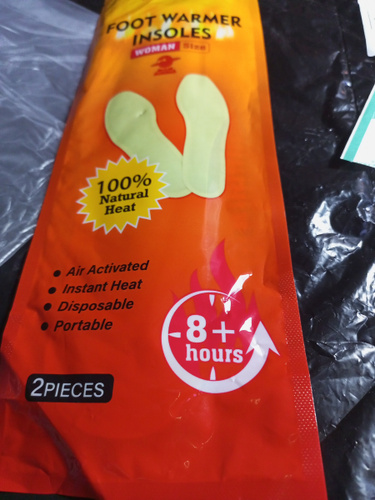 FOOT WARMER
INSOLES
WOMAN Size
100%
Natural
Heat
• Air Activated
• Instant Heat
• Disposable
• Portable
8+
hours
2PIECES